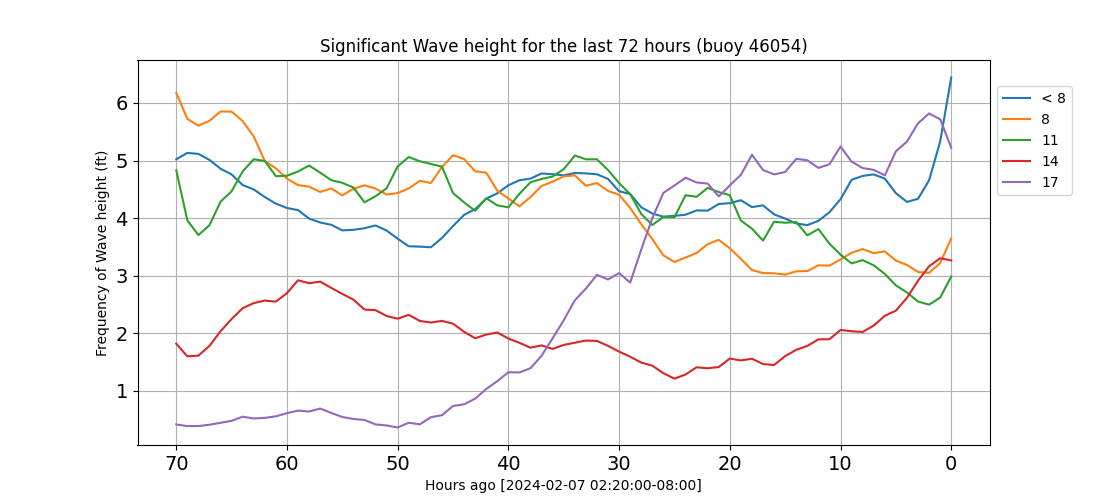 Significant Wave height for the last 72 hours (buoy 46054)
Frequency of Wave height (ft)
6
5
4
3
2
1
70 60 50 40 30 20 10 0
Hours ago [2024-02-07 02:20:00-08:00]
< 8
8
11
14
17